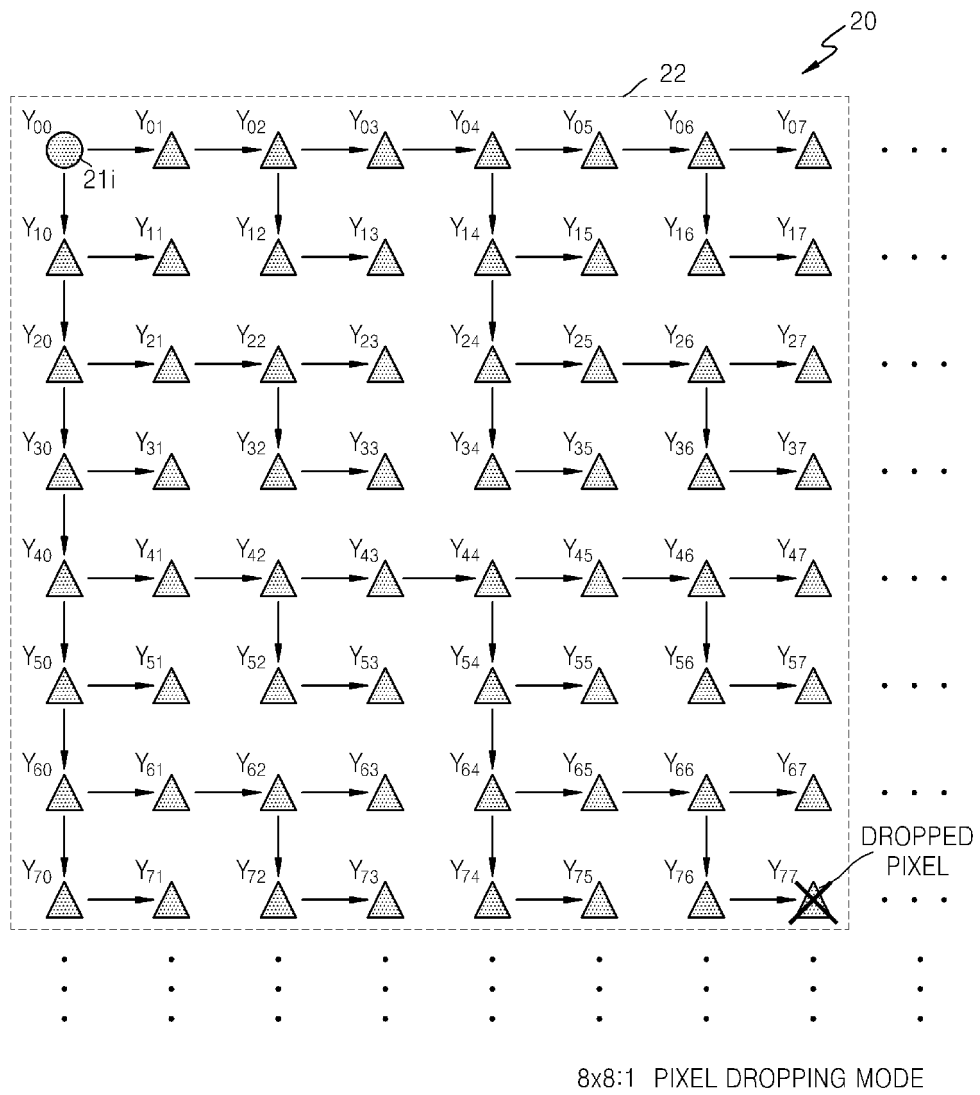 20
22
Y00 Y01 Y02 Y03 Y04 Y05 Y06 Y07
21i
Y10 Y11 Y12 Y13 Y14 Y15 Y16 Y17
Y20 Y21 Y22 Y23 Y24 Y25 Y26 Y27
Y30 Y31 Y32 Y33 Y34 Y35 Y36 Y37
Y40 Y41 Y42 Y43 Y44 Y45 Y46 Y47
Y50 Y51 Y52 Y53 Y54 Y55 Y56 Y57
Y60 Y61 Y62 Y63 Y64 Y65 Y66 Y67
DROPPED
PIXEL
Y70 Y71 Y72 Y73 Y74 Y75 Y76 Y77
8x8:1 PIXEL DROPPING MODE